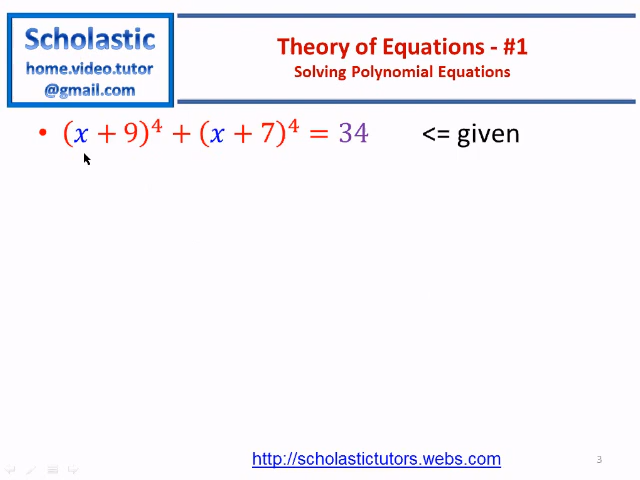 Scholastic
home.video.tutor
@gmail.com
Theory of Equations - #1
Solving Polynomial Equations
• (x + 9)⁴ + (x + 7)⁴ = 34 <= given
http://scholastictutors.webs.com
3